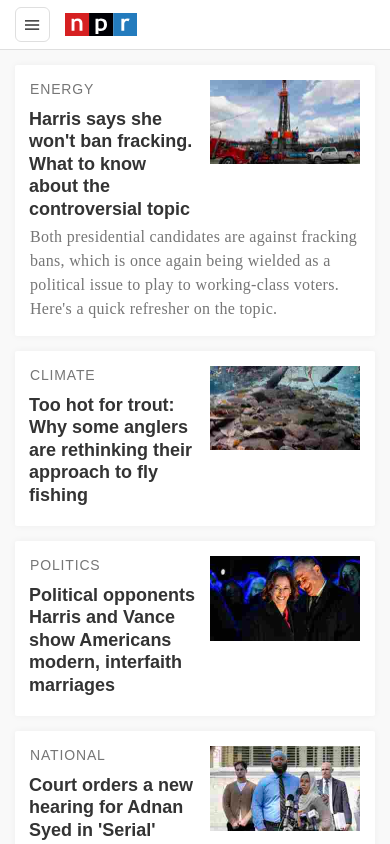 npr
ENERGY
Harris says she
won't ban fracking.
What to know
about the
controversial topic
Both presidential candidates are against fracking
bans, which is once again being wielded as a
political issue to play to working-class voters.
Here's a quick refresher on the topic.
CLIMATE
Too hot for trout:
Why some anglers
are rethinking their
approach to fly
fishing
POLITICS
Political opponents
Harris and Vance
show Americans
modern, interfaith
marriages
NATIONAL
Court orders a new
hearing for Adnan
Syed in 'Serial'